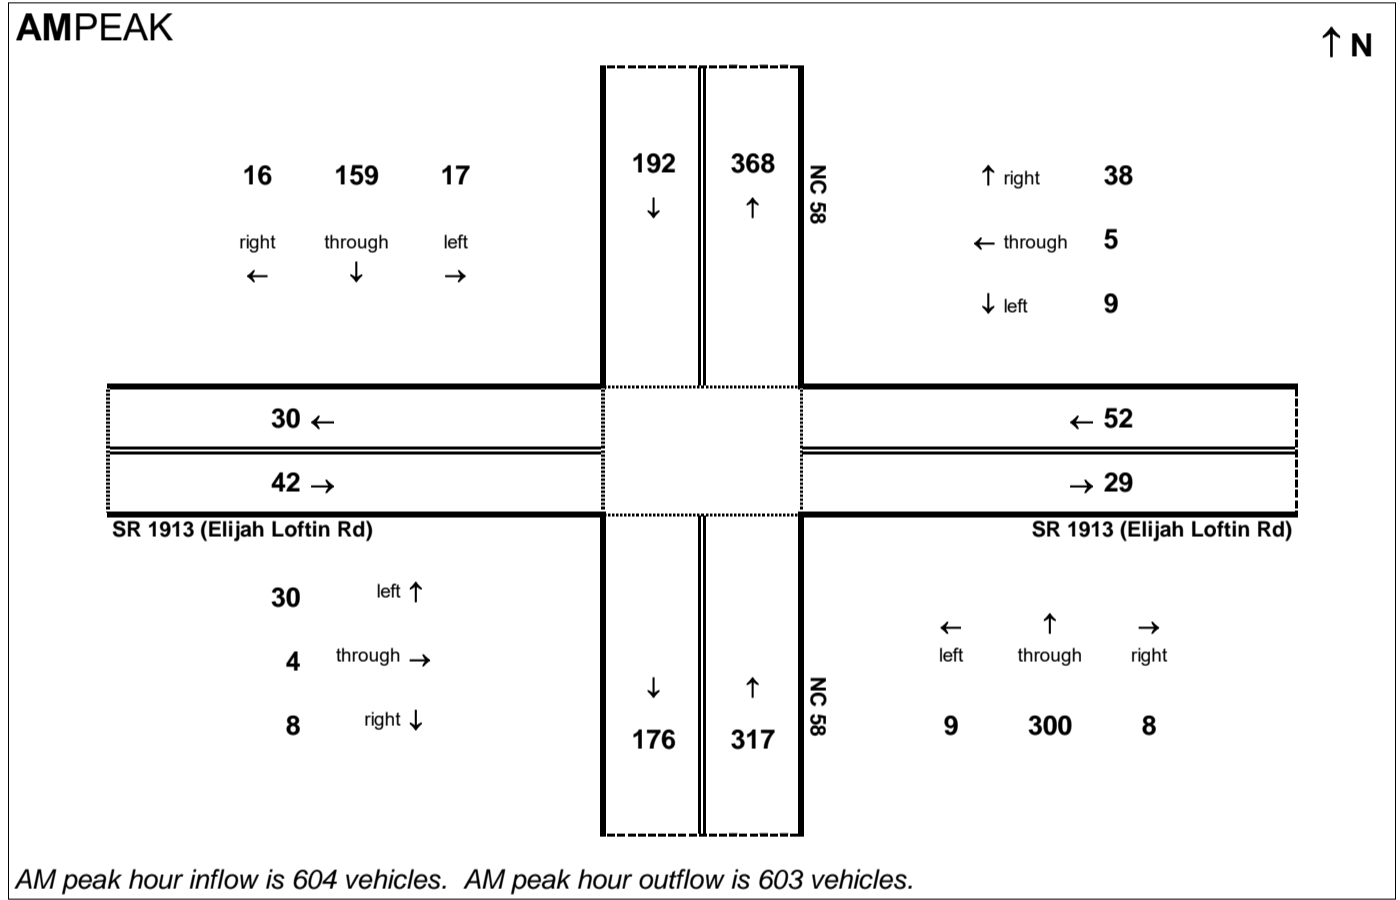 AMPEAK
↑ N
16 159 17
right through left
← ↓ →
192 368
↓ ↑
NC 58
↑ right 38
← through 5
↓ left 9
30 ←
42 →
← 52
→ 29
SR 1913 (Elijah Loftin Rd)
SR 1913 (Elijah Loftin Rd)
30 left ↑
4 through →
8 right ↓
↓ ↑
176 317
NC 58
← ↑ →
left through right
9 300 8
AM peak hour inflow is 604 vehicles. AM peak hour outflow is 603 vehicles.